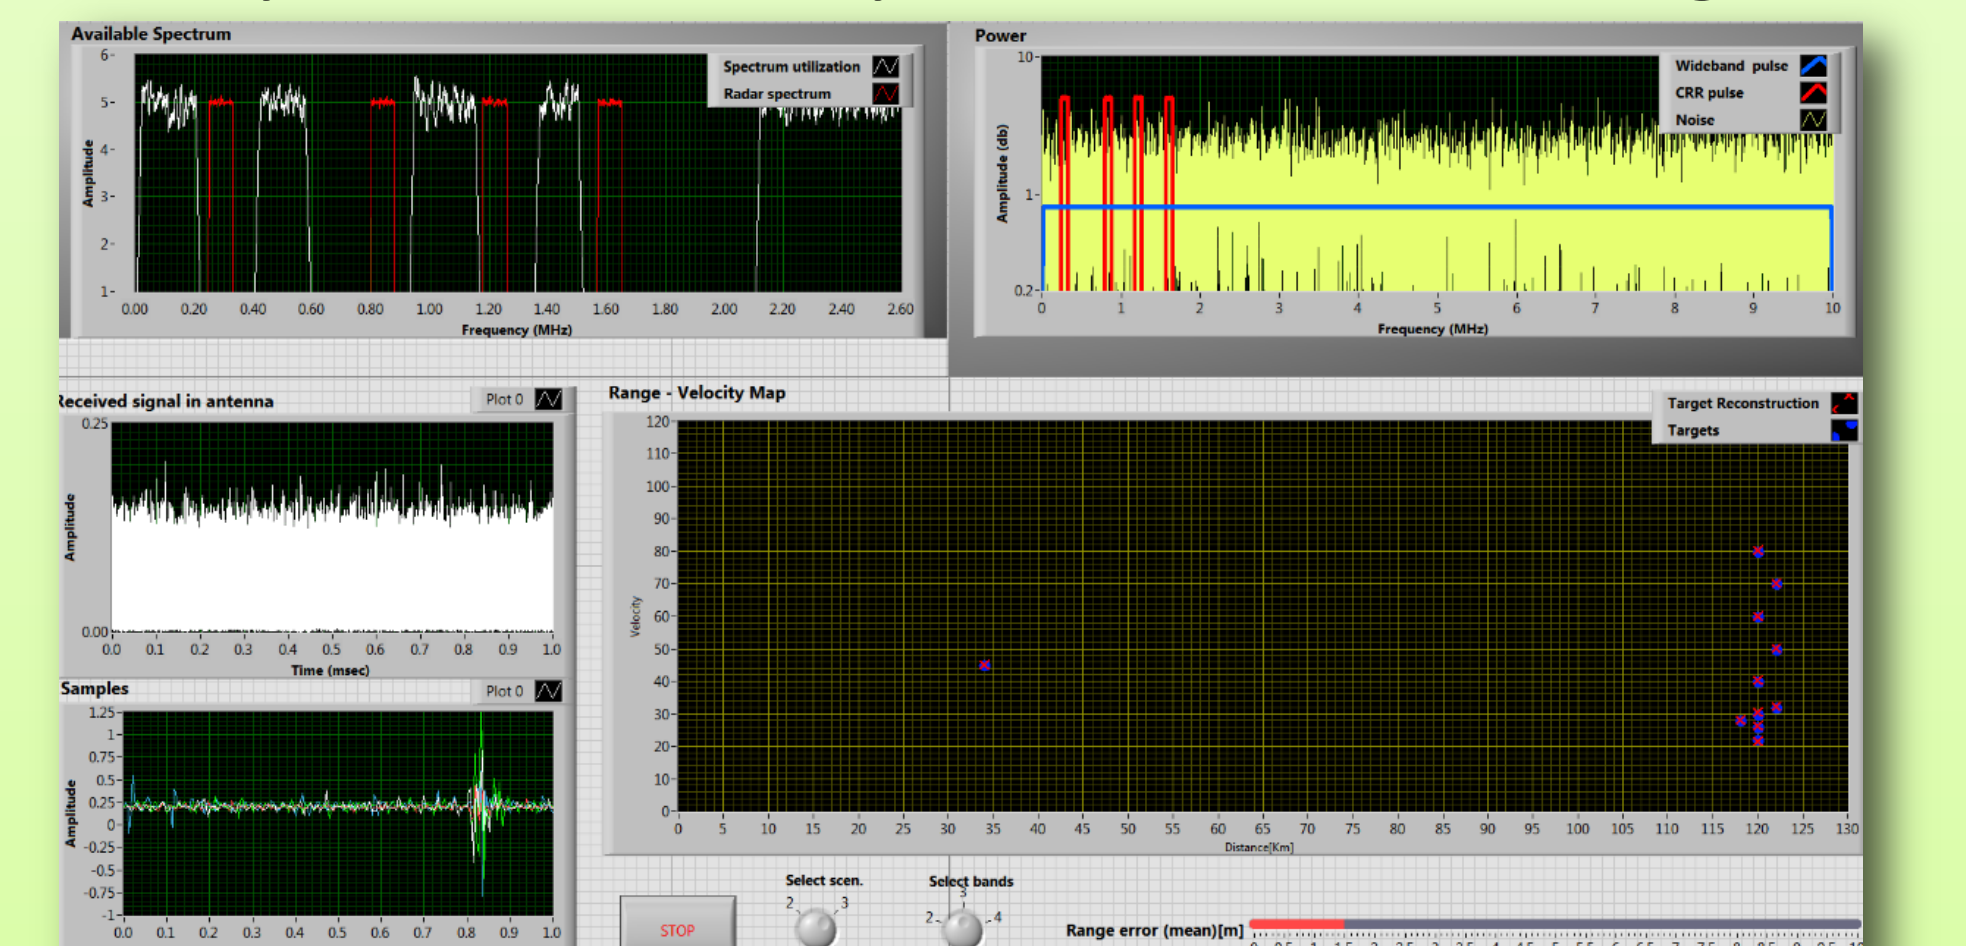 Available Spectrum
Spectrum utilization
Radar spectrum
6
5
4
3
2
1
Amplitude
0.00 0.20 0.40 0.60 0.80 1.00 1.20 1.40 1.60 1.80 2.00 2.20 2.40 2.60
Frequency (MHz)
Power
Wideband pulse
CRR pulse
Noise
10
1
0.2
Amplitude (db)
0 1 2 3 4 5 6 7 8 9 10
Frequency (MHz)
Received signal in antenna
Plot 0
0.25
0.00
Amplitude
0.0 0.1 0.2 0.3 0.4 0.5 0.6 0.7 0.8 0.9 1.0
Time (msec)
Samples
Plot 0
1.25
1
0.75
0.5
0.25
0
-0.25
-0.5
-0.75
-1
Amplitude
0.0 0.1 0.2 0.3 0.4 0.5 0.6 0.7 0.8 0.9 1.0
Range - Velocity Map
Target Reconstruction
Targets
120
110
100
90
80
70
60
50
40
30
20
10
0
Velocity
0 5 10 15 20 25 30 35 40 45 50 55 60 65 70 75 80 85 90 95 100 105 110 115 120 125 130
Distance[Km]
STOP
Select scen.
2 3
Select bands
2 3 4
Range error (mean)[m]